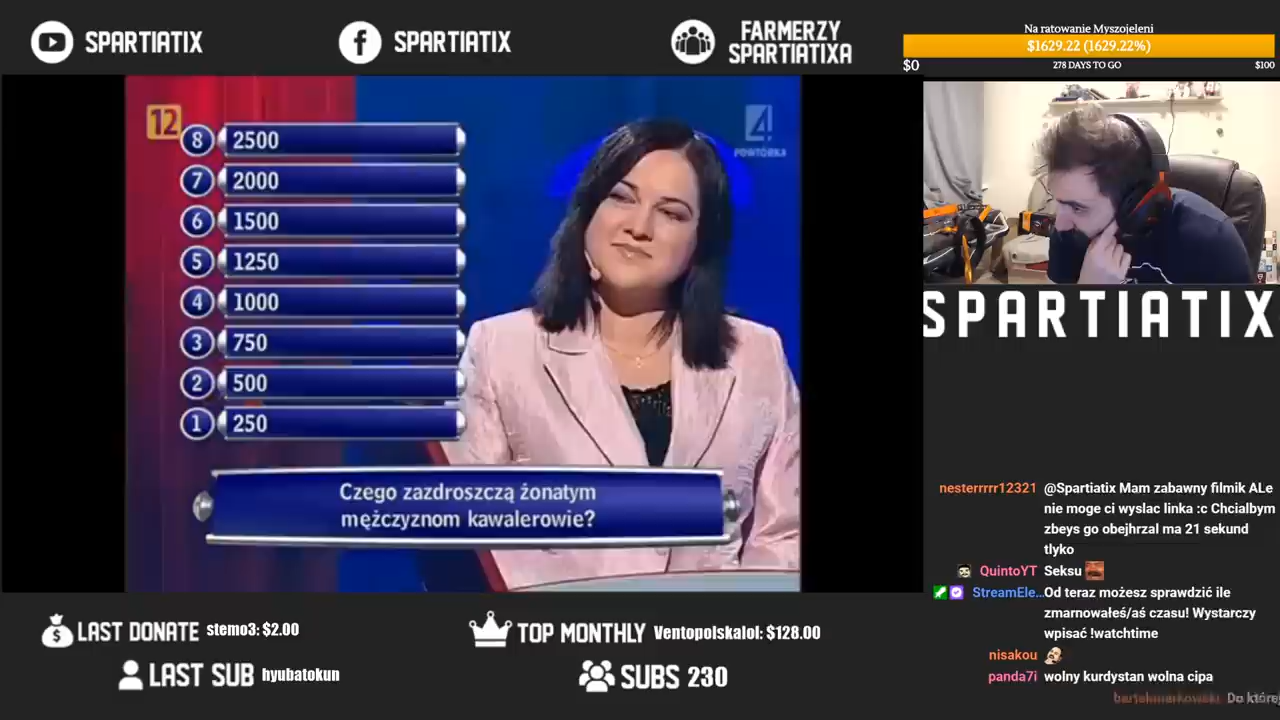 SPARTIATIX
SPARTIATIX
FARMERZY
SPARTIATIXA
Na ratowanie Myszojeleni
$1629.22 (1629.22%)
$0
278 DAYS TO GO
$100
12
4
POWTÓRKA
8 2500
7 2000
6 1500
5 1250
4 1000
3 750
2 500
1 250
Czego zazdroszczą żonatym
mężczyznom kawalerowie?
SPARTIATIX
nesterrrrr12321 @Spartiatix Mam zabawny filmik ALe
nie moge ci wyslac linka :c Chcialbym
zbeys go obejhrzal ma 21 sekund
tlyko
QuintoYT Seksu
StreamEle... Od teraz możesz sprawdzić ile
zmarnowałeś/aś czasu! Wystarczy
wpisać !watchtime
nisakou
panda7i wolny kurdystan wolna cipa
Do które
LAST DONATE stemo3: $2.00
TOP MONTHLY Ventopolskalol: $128.00
LAST SUB hyubatokun
SUBS 230